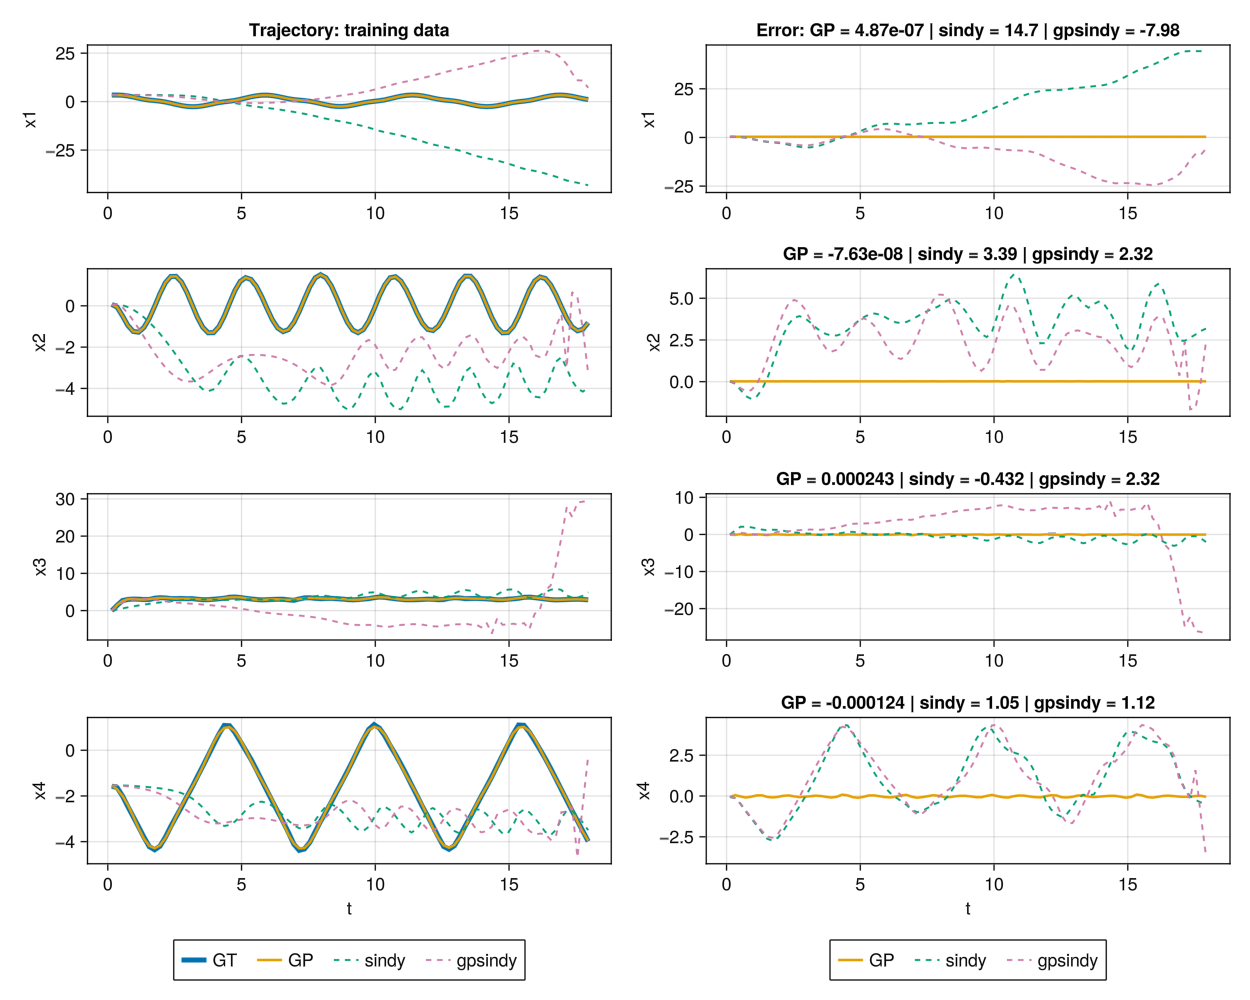 Trajectory: training data
25
0
−25
x1
0 5 10 15
Error: GP = 4.87e-07 | sindy = 14.7 | gpsindy = -7.98
25
0
−25
x1
0 5 10 15
0
−2
−4
x2
0 5 10 15
GP = -7.63e-08 | sindy = 3.39 | gpsindy = 2.32
5.0
2.5
0.0
x2
0 5 10 15
30
20
10
0
x3
0 5 10 15
GP = 0.000243 | sindy = -0.432 | gpsindy = 2.32
10
0
−10
−20
x3
0 5 10 15
0
−2
−4
x4
0 5 10 15
t
GP = -0.000124 | sindy = 1.05 | gpsindy = 1.12
2.5
0.0
−2.5
x4
0 5 10 15
t
GT GP sindy gpsindy
GP sindy gpsindy